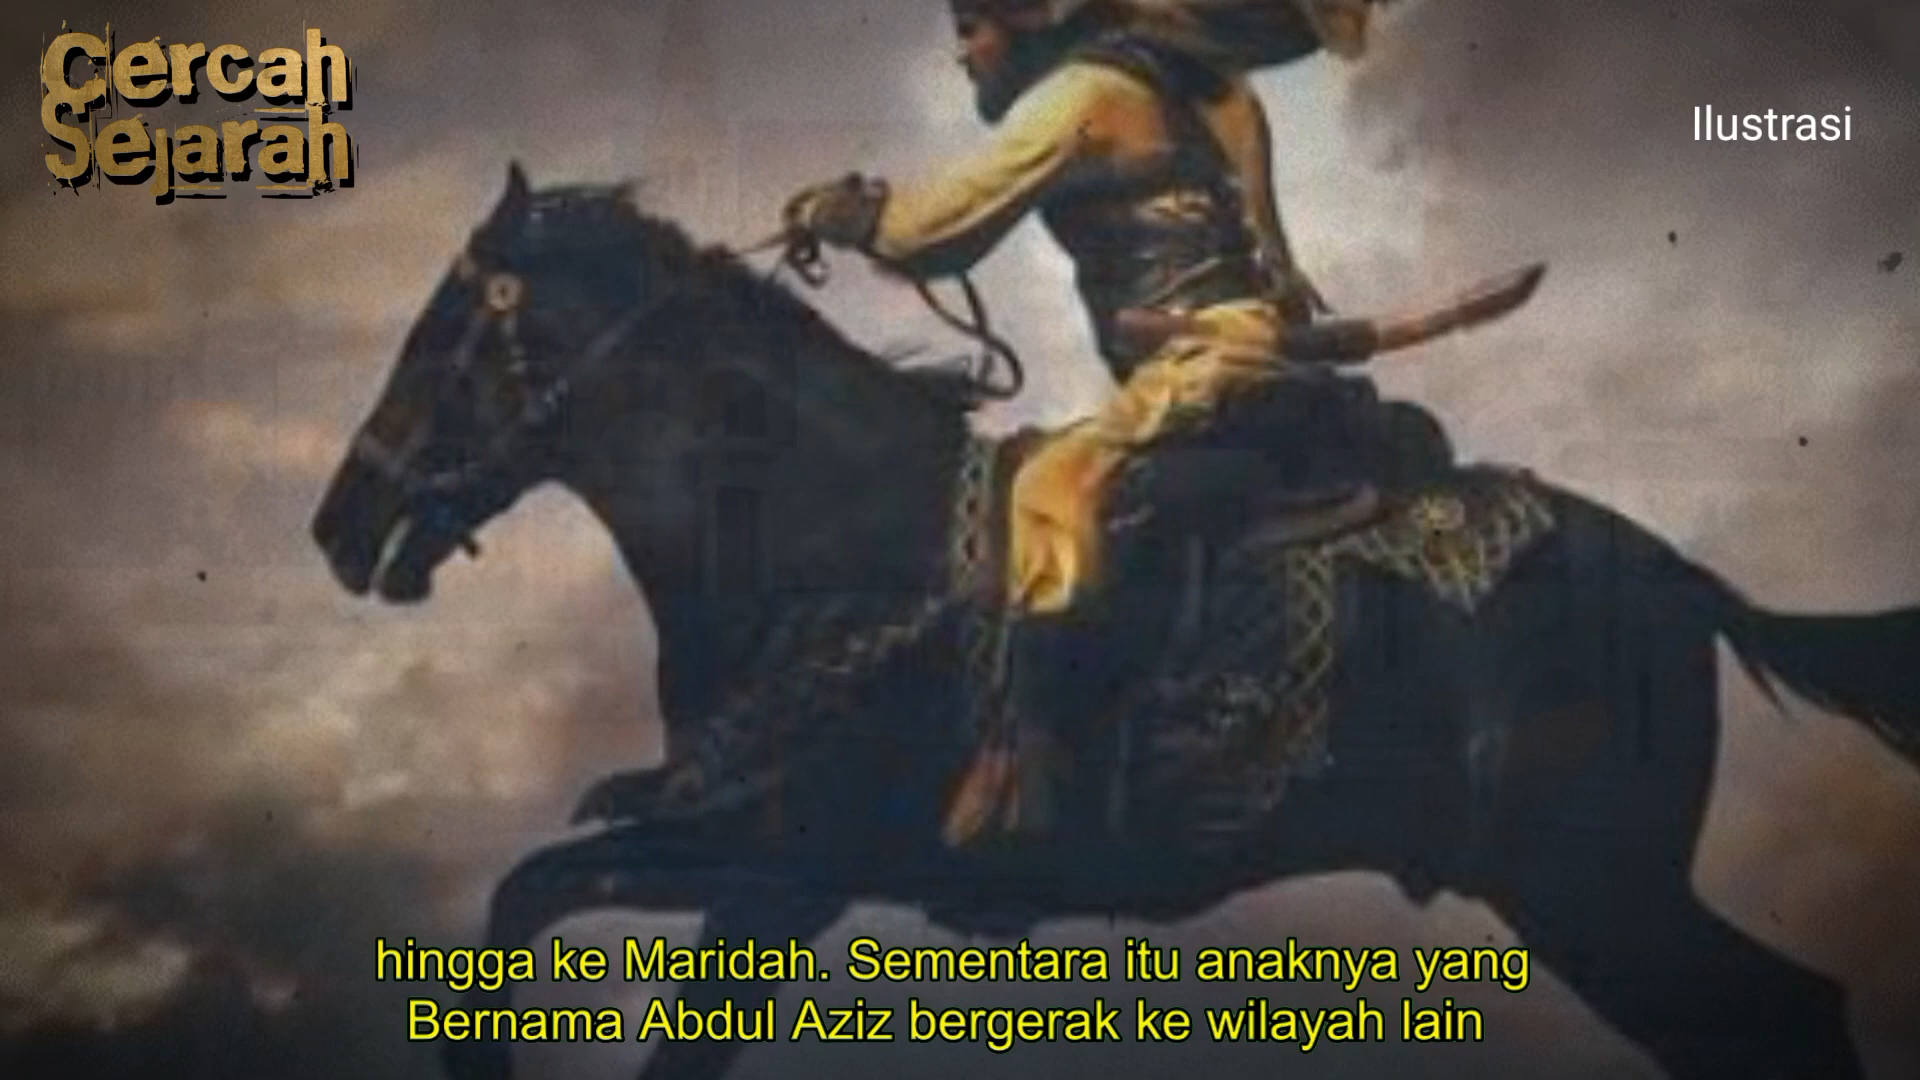 Cercah
Sejarah
Ilustrasi
hingga ke Maridah. Sementara itu anaknya yang
Bernama Abdul Aziz bergerak ke wilayah lain